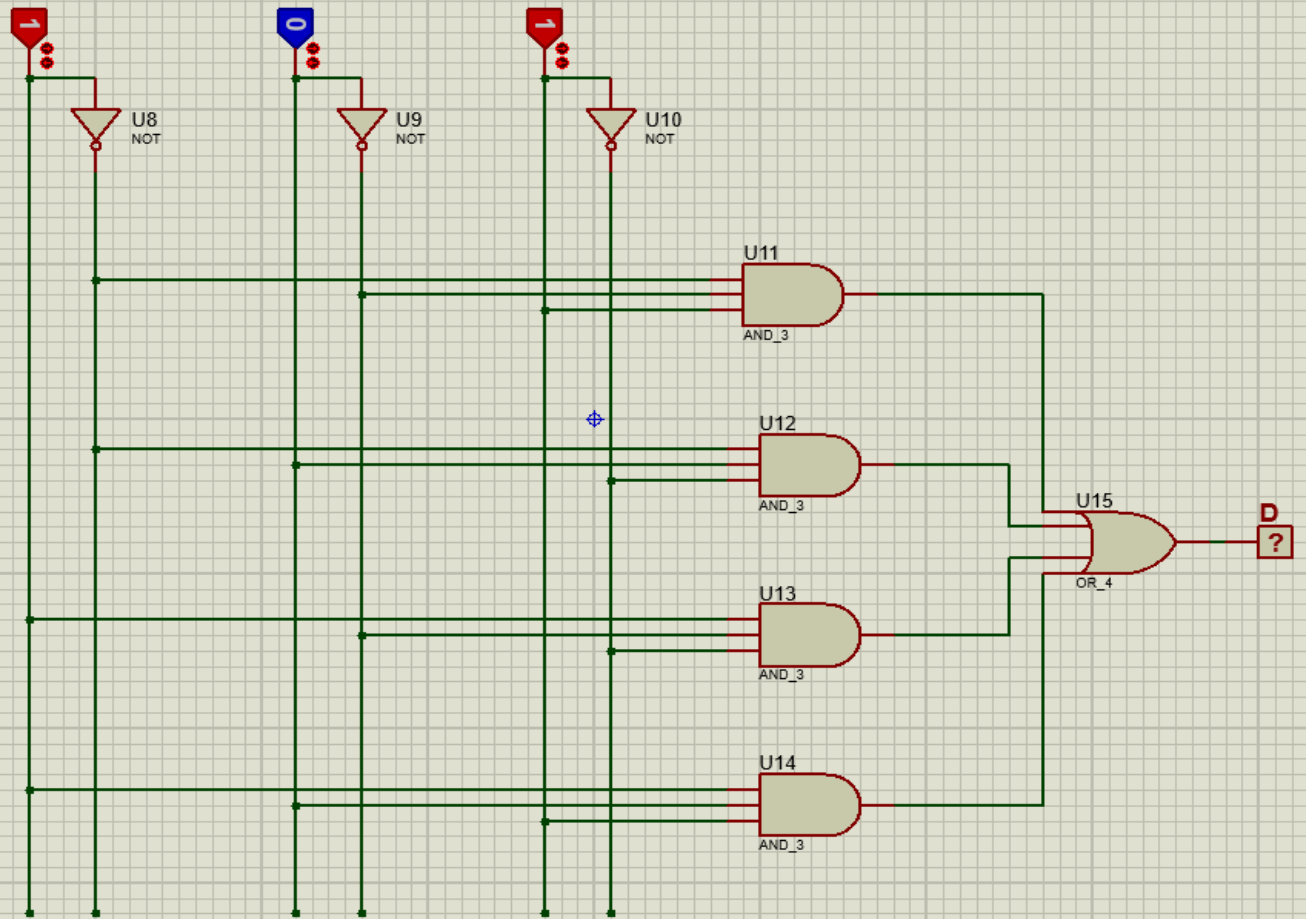 1
0
1
U8
NOT
U9
NOT
U10
NOT
U11
AND_3
U12
AND_3
U15
OR_4
D
?
U13
AND_3
U14
AND_3